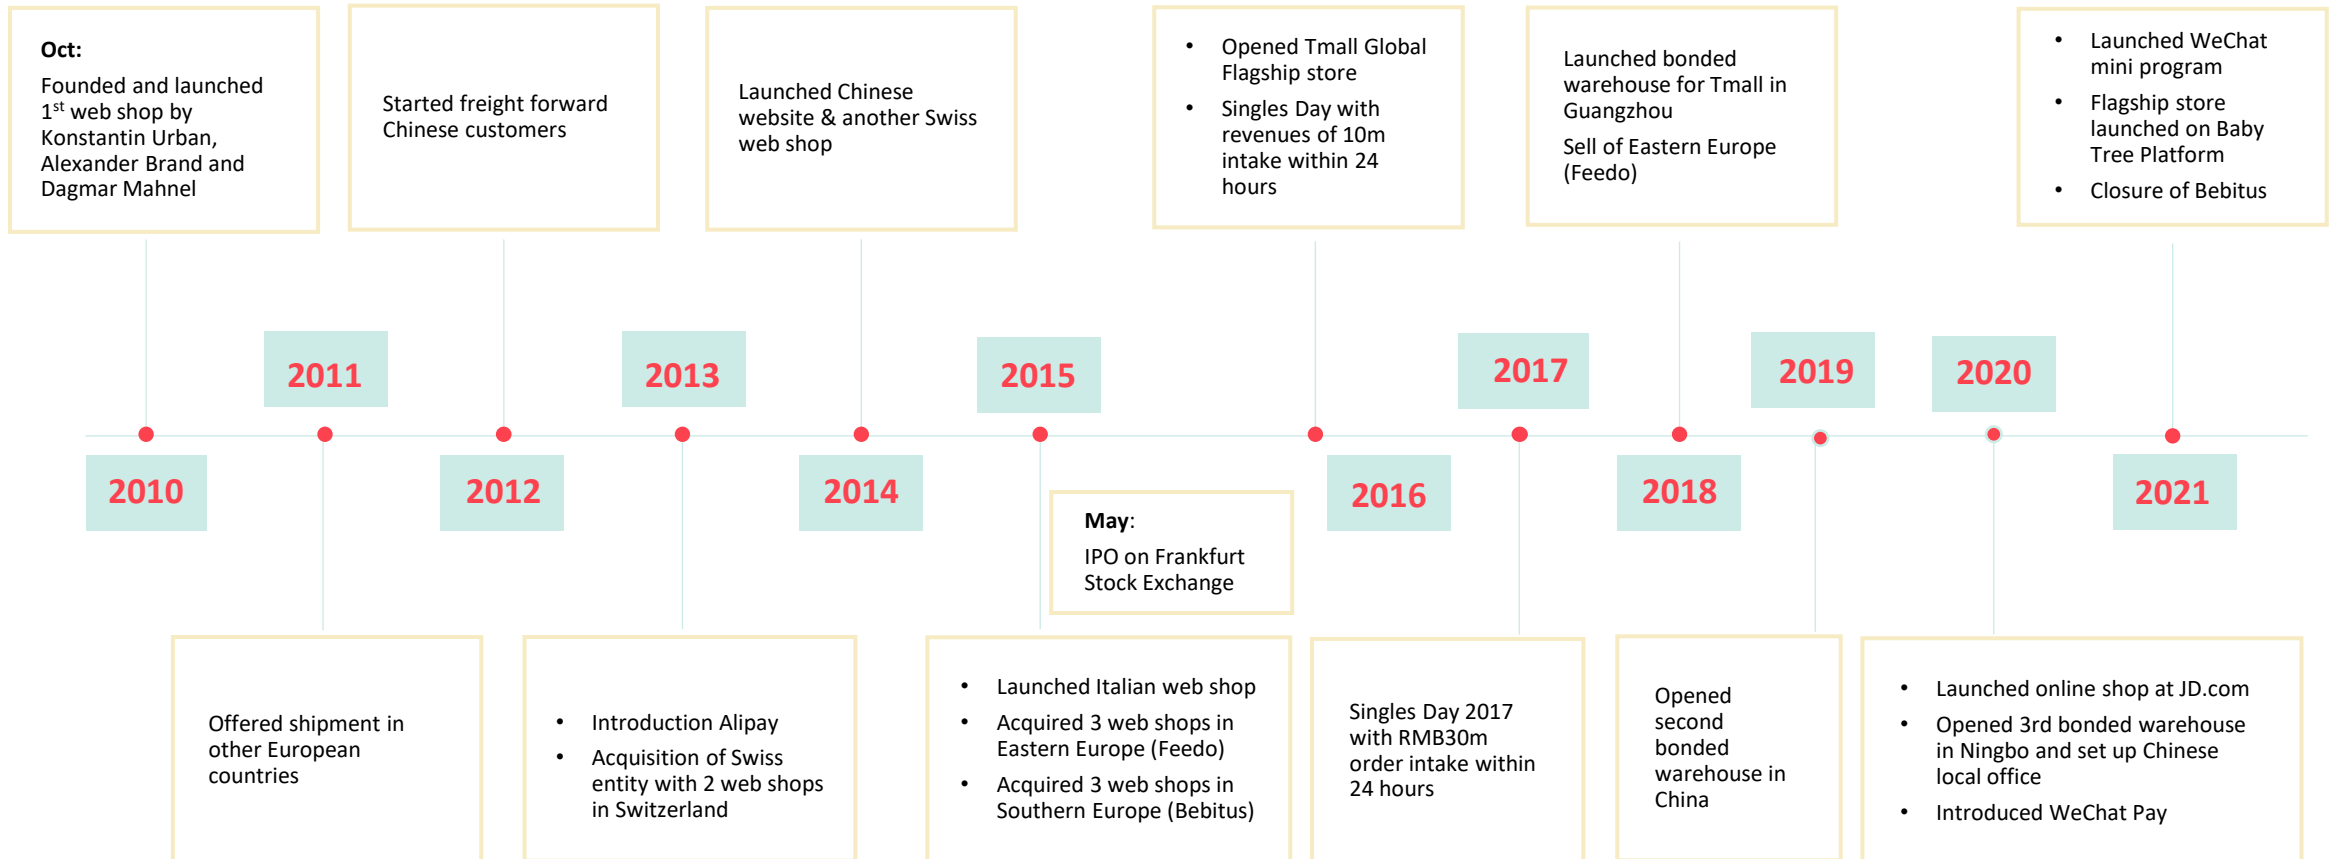 Oct:
Founded and launched
1st web shop by
Konstantin Urban,
Alexander Brand and
Dagmar Mahnel
Started freight forward
Chinese customers
Launched Chinese
website & another Swiss
web shop
• Opened Tmall Global
Flagship store
• Singles Day with
revenues of 10m
intake within 24
hours
Launched bonded
warehouse for Tmall in
Guangzhou
Sell of Eastern Europe
(Feedo)
• Launched WeChat
mini program
• Flagship store
launched on Baby
Tree Platform
• Closure of Bebitus
2011
2013
2015
2017
2019
2020
2010
2012
2014
2016
2018
2021
May:
IPO on Frankfurt
Stock Exchange
Offered shipment in
other European
countries
• Introduction Alipay
• Acquisition of Swiss
entity with 2 web shops
in Switzerland
• Launched Italian web shop
• Acquired 3 web shops in
Eastern Europe (Feedo)
• Acquired 3 web shops in
Southern Europe (Bebitus)
Singles Day 2017
with RMB30m
order intake within
24 hours
Opened
second
bonded
warehouse in
China
• Launched online shop at JD.com
• Opened 3rd bonded warehouse
in Ningbo and set up Chinese
local office
• Introduced WeChat Pay